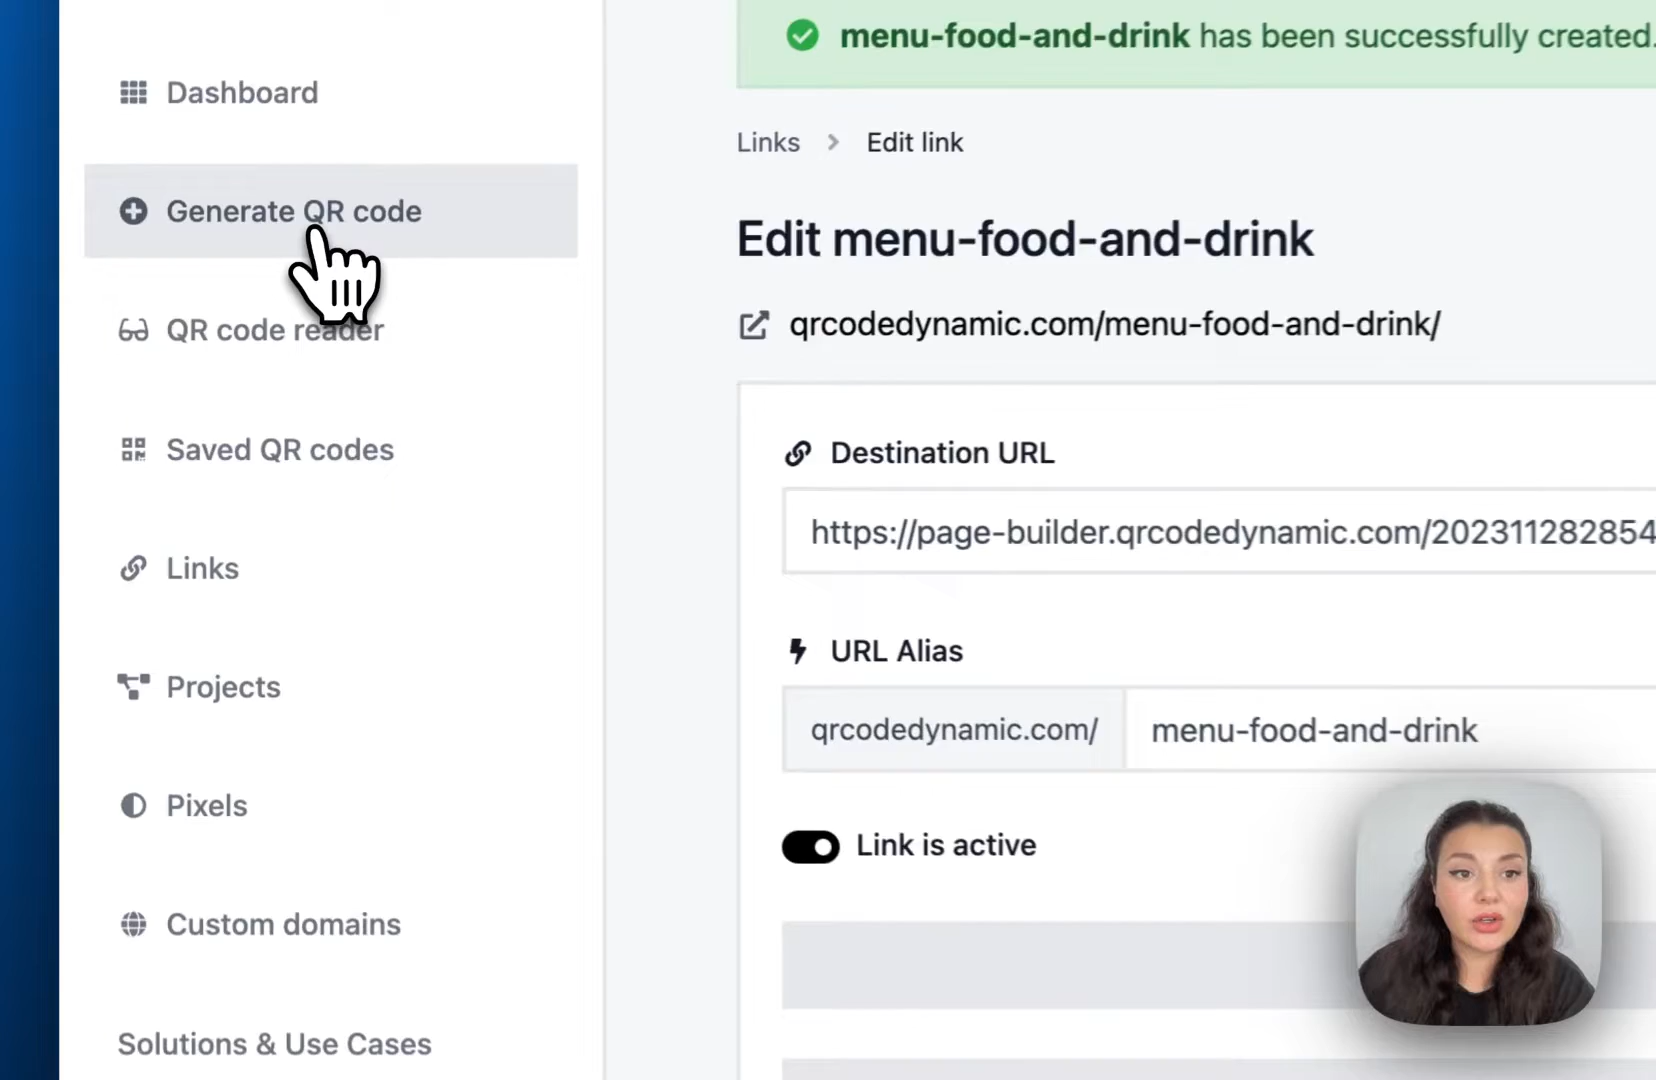 menu-food-and-drink has been successfully created.
Dashboard
Generate QR code
QR code reader
Saved QR codes
Links
Projects
Pixels
Custom domains
Solutions & Use Cases
Links > Edit link
Edit menu-food-and-drink
qrcodedynamic.com/menu-food-and-drink/
Destination URL
https://page-builder.qrcodedynamic.com/202311282854
URL Alias
qrcodedynamic.com/ menu-food-and-drink
Link is active